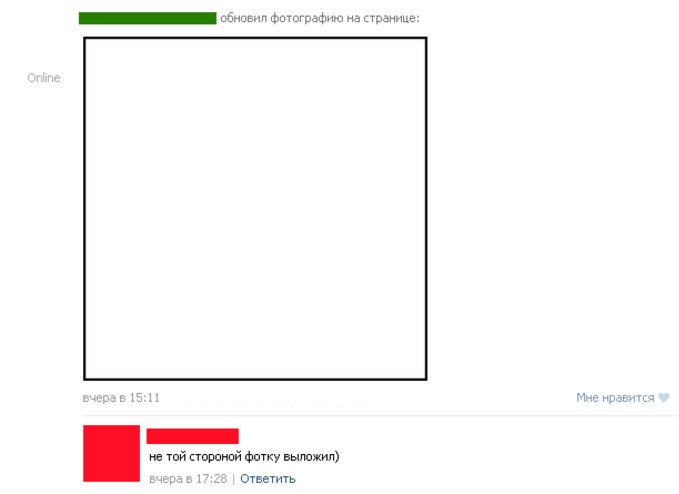 обновил фотографию на странице:
Online
вчера в 15:11
Мне нравится
не той стороной фотку выложил)
вчера в 17:28 | Ответить